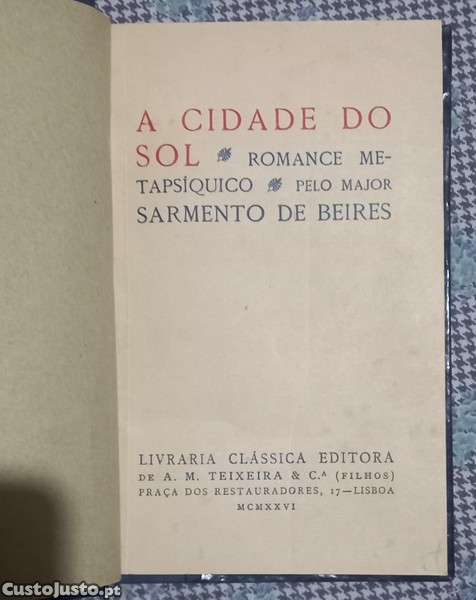 A CIDADE DO
SOL ROMANCE ME-
TAPSÍQUICO PELO MAJOR
SARMENTO DE BEIRES
LIVRARIA CLÁSSICA EDITORA
DE A. M. TEIXEIRA & C.ᴬ (FILHOS)
PRAÇA DOS RESTAURADORES, 17—LISBOA
MCMXXVI
CustoJusto.pt